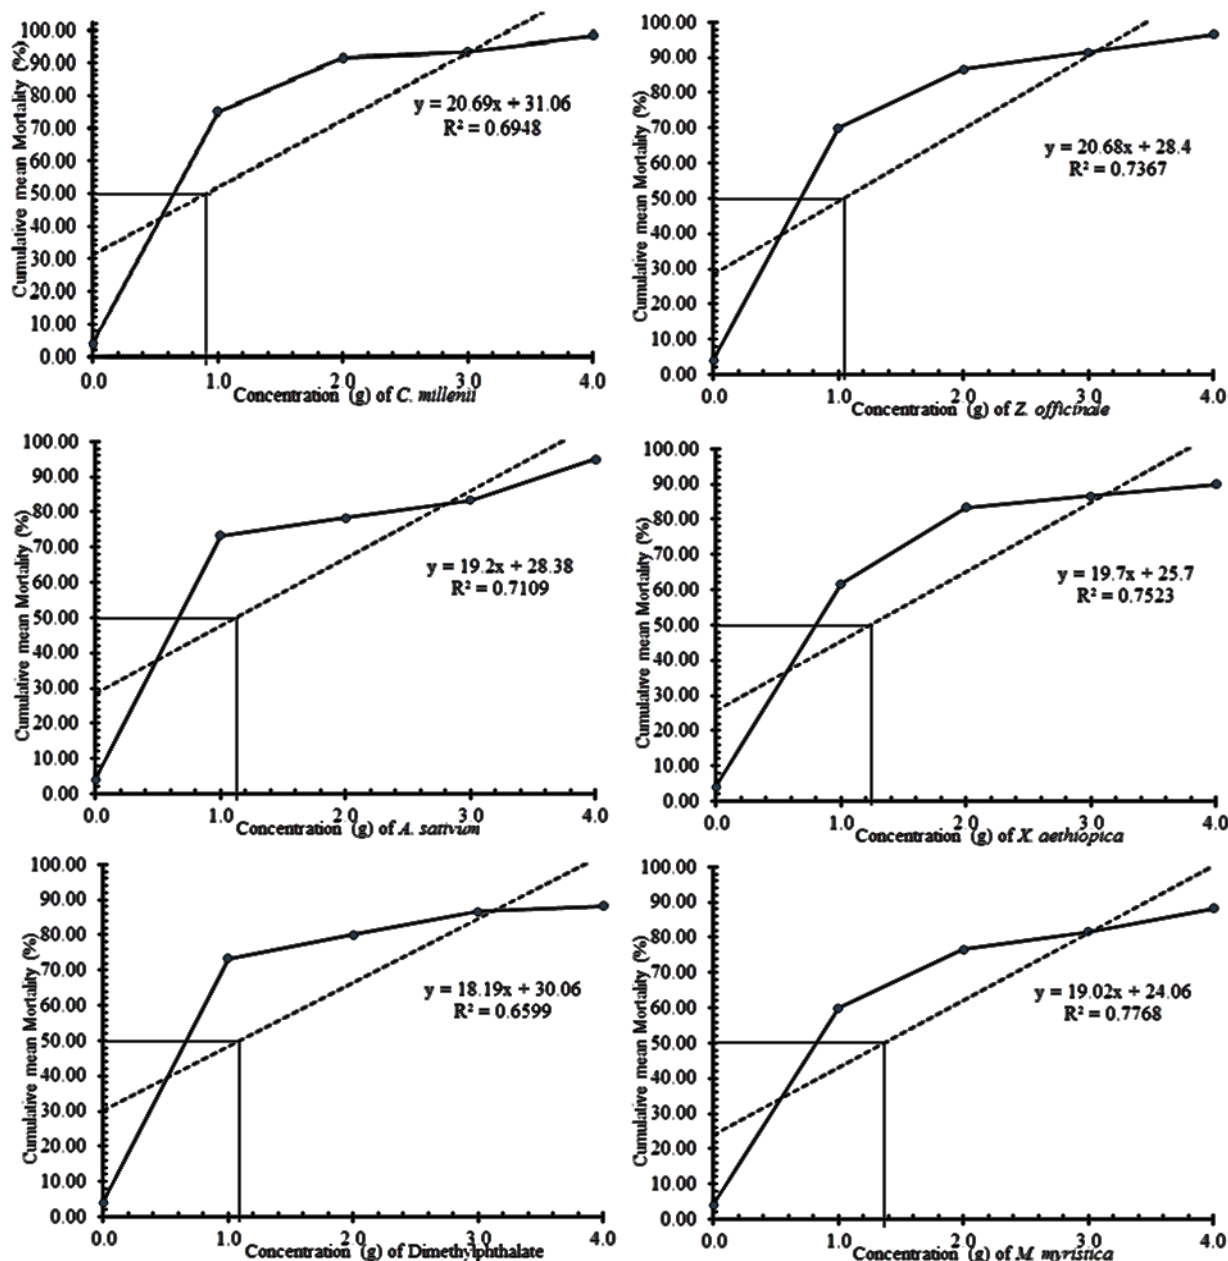 Cumulative mean Mortality (%)
100.00
90.00
80.00
70.00
60.00
50.00
40.00
30.00
20.00
10.00
0.00
y = 20.69x + 31.06
R² = 0.6948
0.0 1.0 2.0 3.0 4.0
Concentration (g) of C. millenii
Cumulative mean Mortality (%)
100.00
90.00
80.00
70.00
60.00
50.00
40.00
30.00
20.00
10.00
0.00
y = 20.68x + 28.4
R² = 0.7367
0.0 1.0 2.0 3.0 4.0
Concentration (g) of Z. officinale
Cumulative mean Mortality (%)
100.00
90.00
80.00
70.00
60.00
50.00
40.00
30.00
20.00
10.00
0.00
y = 19.2x + 28.38
R² = 0.7109
0.0 1.0 2.0 3.0 4.0
Concentration (g) of A. sativum
Cumulative mean Mortality (%)
100.00
90.00
80.00
70.00
60.00
50.00
40.00
30.00
20.00
10.00
0.00
y = 19.7x + 25.7
R² = 0.7523
0.0 1.0 2.0 3.0 4.0
Concentration (g) of X. aethiopica
Cumulative mean Mortality (%)
100.00
90.00
80.00
70.00
60.00
50.00
40.00
30.00
20.00
10.00
0.00
y = 18.19x + 30.06
R² = 0.6599
0.0 1.0 2.0 3.0 4.0
Concentration (g) of Dimethylphthalate
Cumulative mean Mortality (%)
100.00
90.00
80.00
70.00
60.00
50.00
40.00
30.00
20.00
10.00
0.00
y = 19.02x + 24.06
R² = 0.7768
0.0 1.0 2.0 3.0 4.0
Concentration (g) of M. myristica